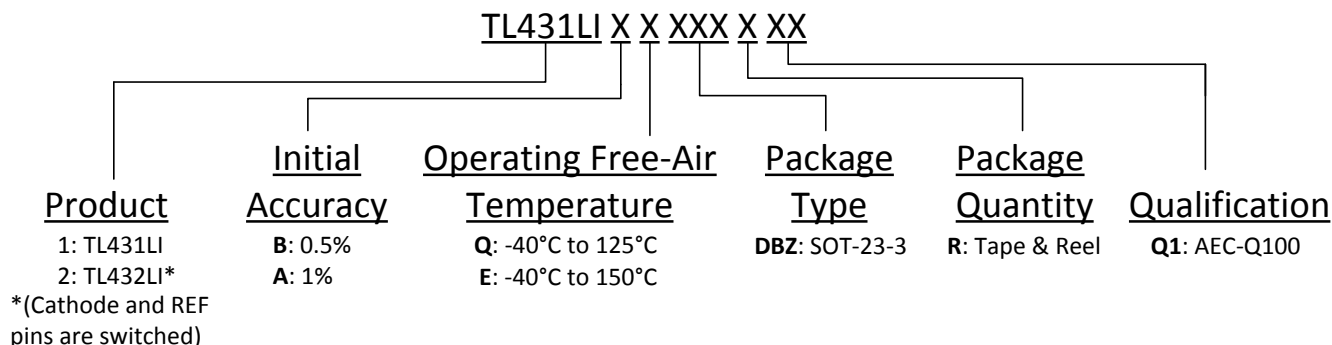 TL431LI X X XXX X XX
Product
1: TL431LI
2: TL432LI*
*(Cathode and REF
pins are switched)
Initial
Accuracy
B: 0.5%
A: 1%
Operating Free-Air
Temperature
Q: -40°C to 125°C
E: -40°C to 150°C
Package
Type
DBZ: SOT-23-3
Package
Quantity
R: Tape & Reel
Qualification
Q1: AEC-Q100